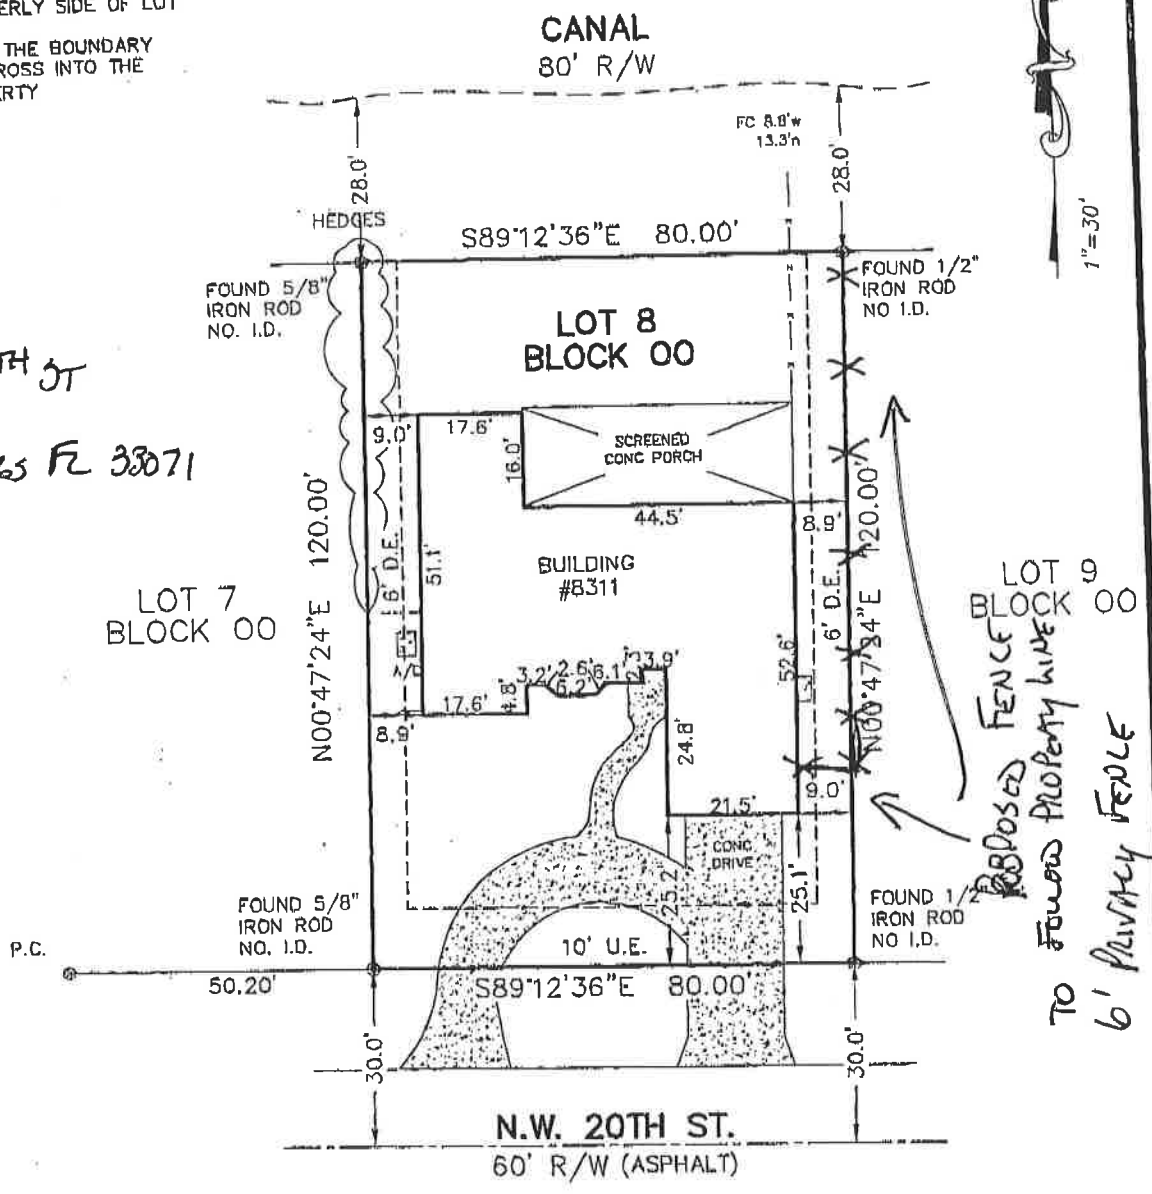 ERLY SIDE OF LOT
THE BOUNDARY
ROSS INTO THE
ERTY
CANAL
80' R/W
FC 8.8'w
13.3'n
28.0'
28.0'
1"=30'
HEDGES
S89°12'36"E 80.00'
FOUND 5/8"
IRON ROD
NO. I.D.
FOUND 1/2"
IRON ROD
NO I.D.
LOT 8
BLOCK 00
TH ST
es FL 33071
9.0'
17.6'
16.0'
SCREENED
CONC PORCH
44.5'
8.9'
N00°47'24"E 120.00'
6' D.E.
51.1'
BUILDING
#8311
6' D.E.
N00°47'24"E 120.00'
LOT 7
BLOCK 00
LOT 9
BLOCK 00
A/C
52.6'
3.2'
2.6'
6.1'
3.9'
6.2'
4.8'
17.6'
8.9'
24.8'
9.0'
21.5'
CONC
DRIVE
25.2'
25.1'
PROPOSED FENCE
TO FOLLOW PROPERTY LINE
6' PRIVACY FENCE
FOUND 5/8"
IRON ROD
NO. I.D.
FOUND 1/2"
IRON ROD
NO I.D.
P.C.
50.20'
10' U.E.
S89°12'36"E 80.00'
30.0'
30.0'
N.W. 20TH ST.
60' R/W (ASPHALT)